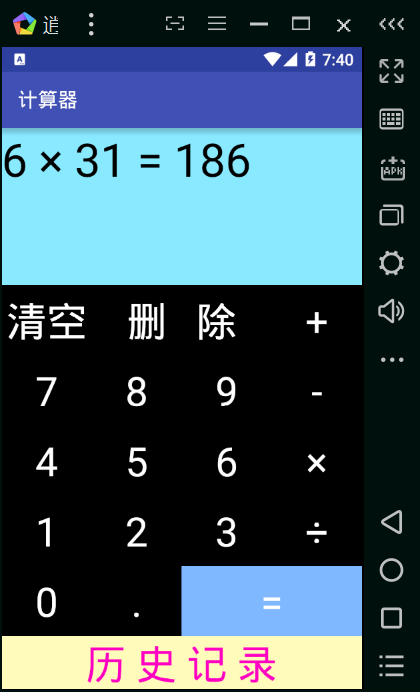 逍
7:40
计算器
6 × 31 = 186
清空 删 除 +
7 8 9 -
4 5 6 ×
1 2 3 ÷
0 . =
历 史 记 录
APK
A